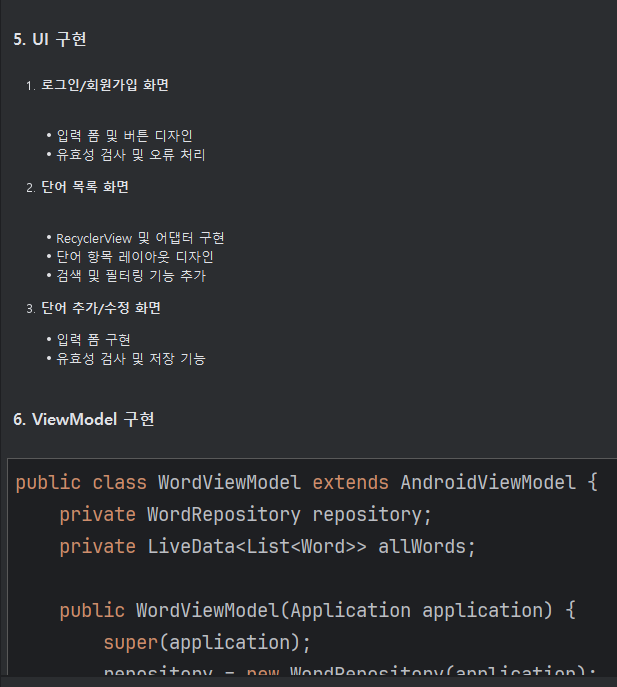 5. UI 구현
1. 로그인/회원가입 화면
• 입력 폼 및 버튼 디자인
• 유효성 검사 및 오류 처리
2. 단어 목록 화면
• RecyclerView 및 어댑터 구현
• 단어 항목 레이아웃 디자인
• 검색 및 필터링 기능 추가
3. 단어 추가/수정 화면
• 입력 폼 구현
• 유효성 검사 및 저장 기능
6. ViewModel 구현
public class WordViewModel extends AndroidViewModel {
    private WordRepository repository;
    private LiveData<List<Word>> allWords;
    public WordViewModel(Application application) {
        super(application);
        repository = new WordRepository(application);